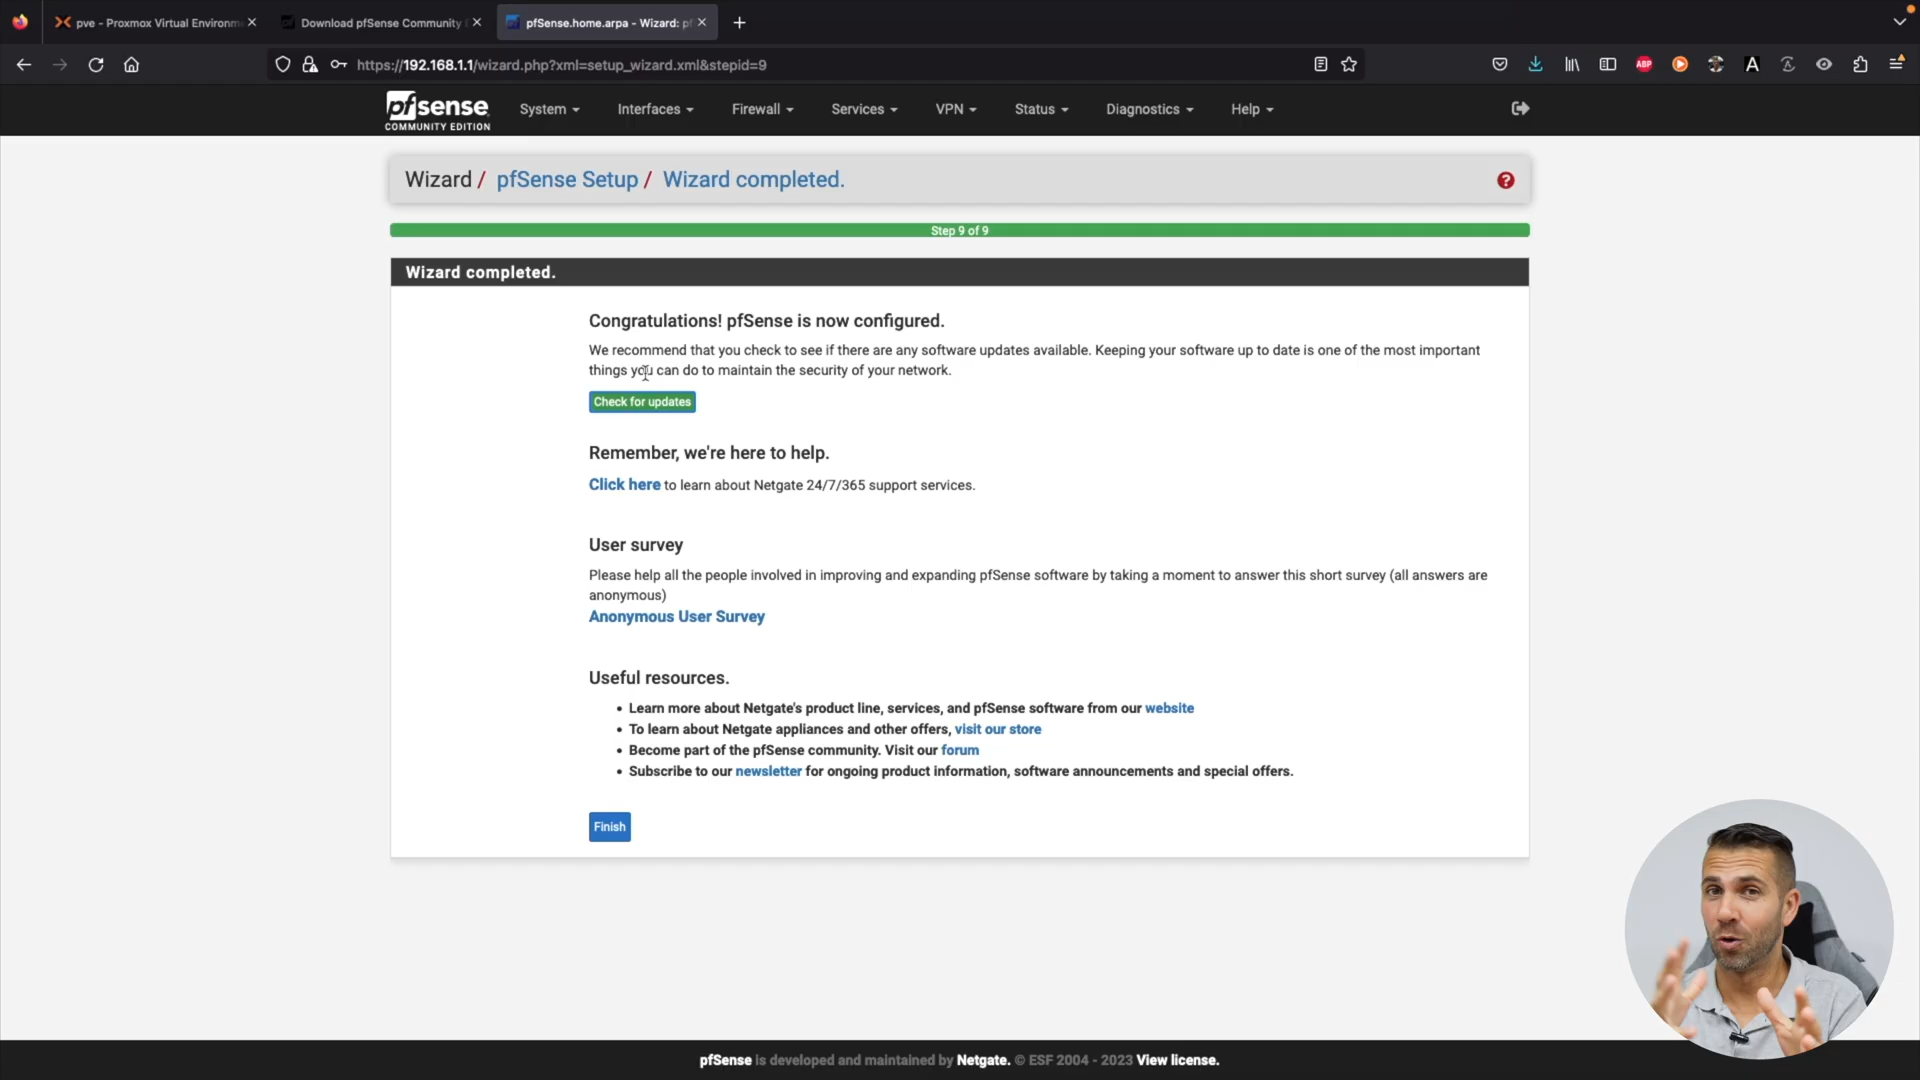 pve - Proxmox Virtual Environm
Download pfSense Community
pfSense.home.arpa - Wizard: pf
https://192.168.1.1/wizard.php?xml=setup_wizard.xml&stepid=9
ABP
A
pfsense
COMMUNITY EDITION
System
Interfaces
Firewall
Services
VPN
Status
Diagnostics
Help
Wizard / pfSense Setup / Wizard completed.
Step 9 of 9
Wizard completed.
Congratulations! pfSense is now configured.
We recommend that you check to see if there are any software updates available. Keeping your software up to date is one of the most important
things you can do to maintain the security of your network.
Check for updates
Remember, we're here to help.
Click here to learn about Netgate 24/7/365 support services.
User survey
Please help all the people involved in improving and expanding pfSense software by taking a moment to answer this short survey (all answers are
anonymous)
Anonymous User Survey
Useful resources.
• Learn more about Netgate's product line, services, and pfSense software from our website
• To learn about Netgate appliances and other offers, visit our store
• Become part of the pfSense community. Visit our forum
• Subscribe to our newsletter for ongoing product information, software announcements and special offers.
Finish
pfSense is developed and maintained by Netgate. © ESF 2004 - 2023 View license.